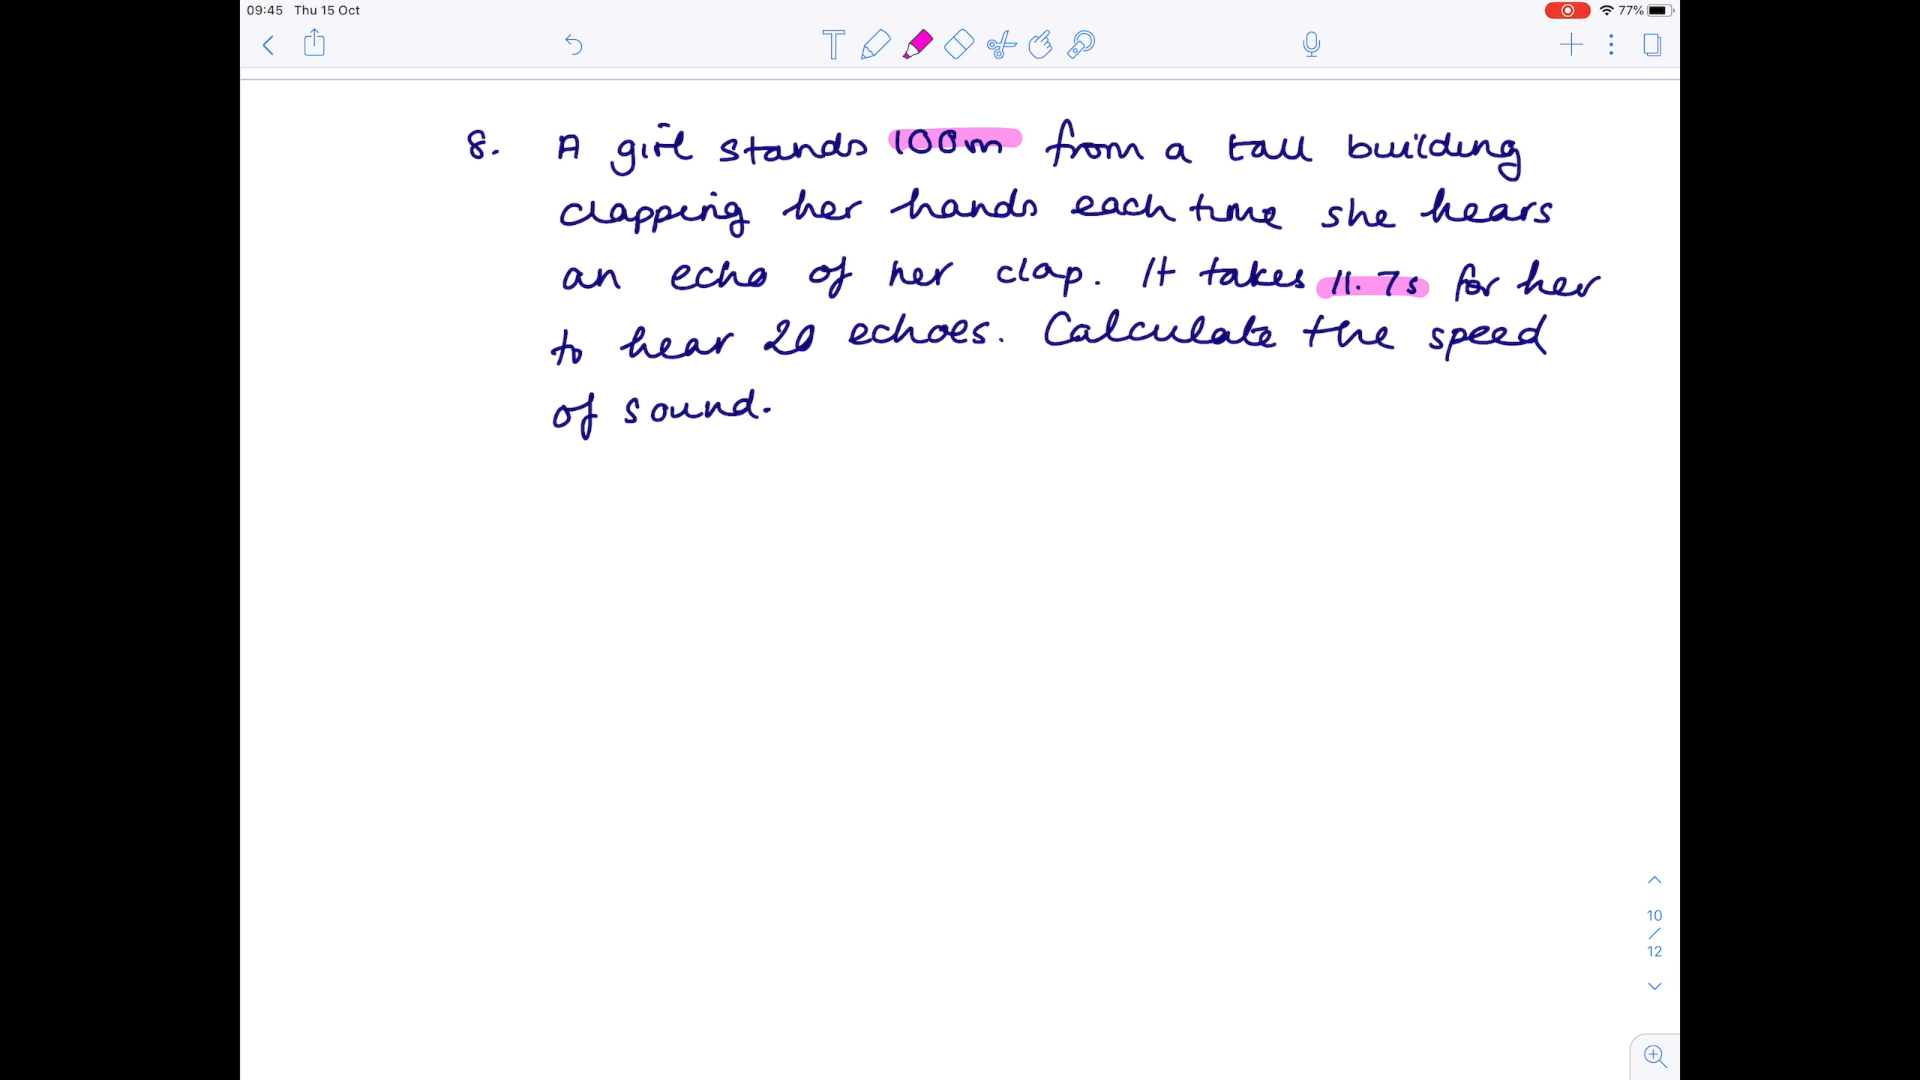 09:45 Thu 15 Oct
77%
T
8. A girl stands 100m from a tall building
clapping her hands each time she hears
an echo of her clap. It takes 11.7s for her
to hear 20 echoes. Calculate the speed
of sound.
10
/
12